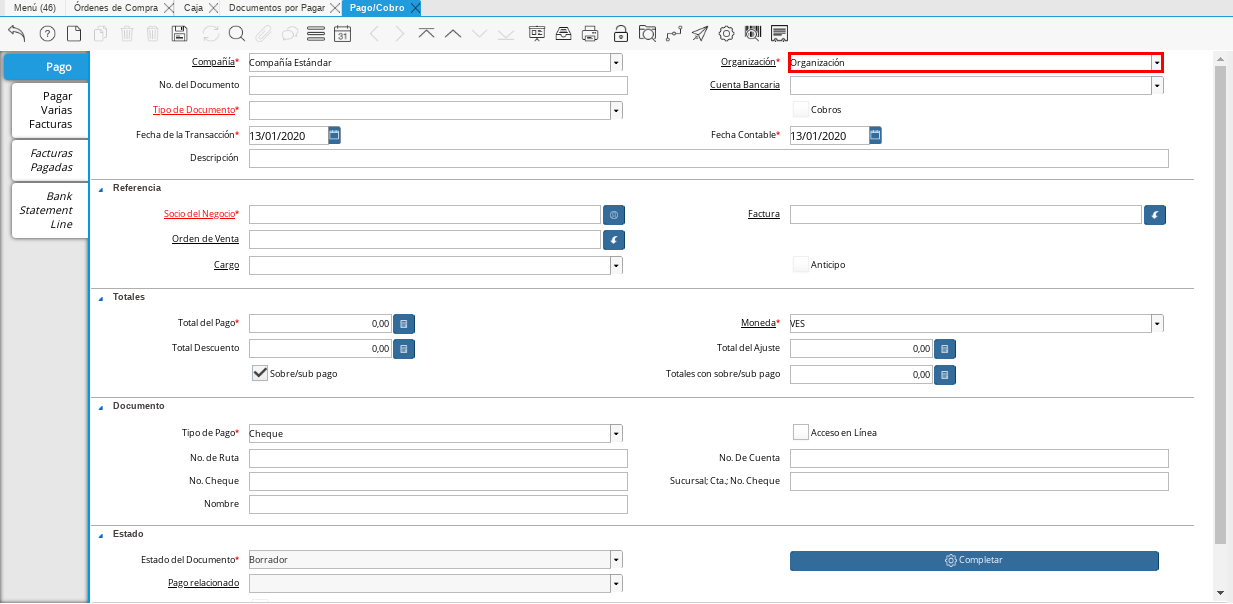 Menú (46) Órdenes de Compra Caja Documentos por Pagar Pago/Cobro
31
Pago
Pagar
Varias
Facturas
Facturas
Pagadas
Bank
Statement
Line
Compañía* Compañía Estándar Organización* Organización
No. del Documento Cuenta Bancaria
Tipo de Documento* Cobros
Fecha de la Transacción* 13/01/2020 Fecha Contable* 13/01/2020
Descripción
Referencia
Socio del Negocio* Factura
Orden de Venta
Cargo Anticipo
Totales
Total del Pago* 0,00 Moneda* VES
Total Descuento 0,00 Total del Ajuste 0,00
Sobre/sub pago Totales con sobre/sub pago 0,00
Documento
Tipo de Pago* Cheque Acceso en Línea
No. de Ruta No. De Cuenta
No. Cheque Sucursal; Cta.; No. Cheque
Nombre
Estado
Estado del Documento* Borrador Completar
Pago relacionado